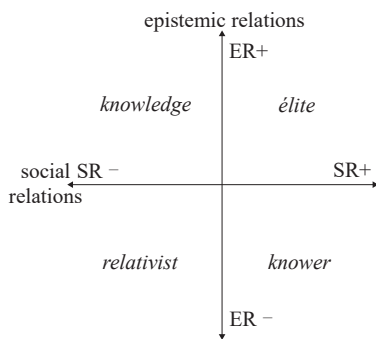 epistemic relations
ER+
knowledge
élite
social SR −
relations
SR+
relativist
knower
ER −